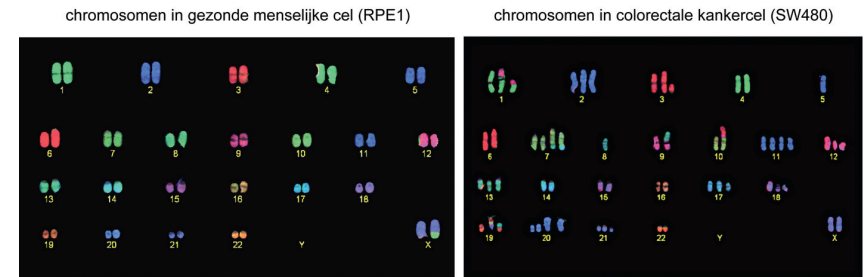 chromosomen in gezonde menselijke cel (RPE1)
1 2 3 4 5
6 7 8 9 10 11 12
13 14 15 16 17 18
19 20 21 22 Y X
chromosomen in colorectale kankercel (SW480)
1 2 3 4 5
6 7 8 9 10 11 12
13 14 15 16 17 18
19 20 21 22 Y X